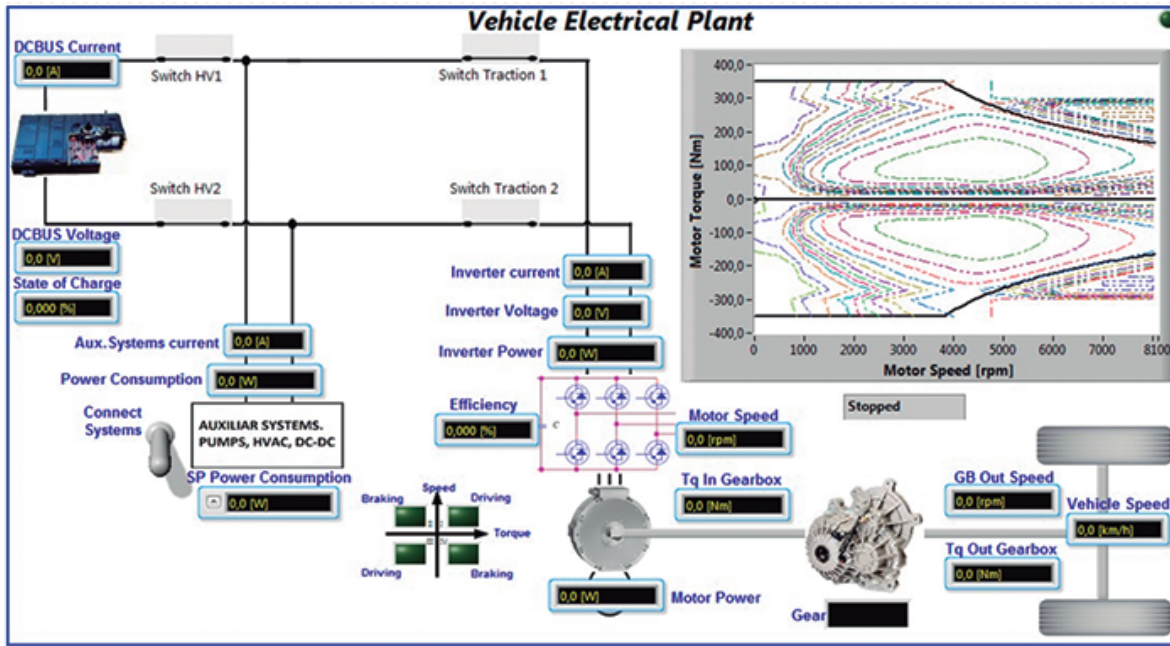 Vehicle Electrical Plant
DCBUS Current
0,0 [A]
Switch HV1
Switch Traction 1
Switch HV2
Switch Traction 2
DCBUS Voltage
0,0 [V]
State of Charge
0,000 [%]
Aux.Systems current
0,0 [A]
Power Consumption
0,0 [W]
Connect
Systems
AUXILIAR SYSTEMS.
PUMPS, HVAC, DC-DC
SP Power Consumption
0,0 [W]
Inverter current
0,0 [A]
Inverter Voltage
0,0 [V]
Inverter Power
0,0 [W]
Efficiency
0,000 [%]
C
Motor Speed
0,0 [rpm]
Tq In Gearbox
0,0 [Nm]
Motor Power
0,0 [W]
Braking
Speed
Driving
Torque
Driving
Braking
Motor Torque [Nm]
400,0
300,0
200,0
100,0
0,0
-100,0
-200,0
-300,0
-400,0
0
1000
2000
3000
4000
5000
6000
7000
8100
Motor Speed [rpm]
Stopped
GB Out Speed
0,0 [rpm]
Vehicle Speed
0,0 [km/h]
Tq Out Gearbox
0,0 [Nm]
Gear